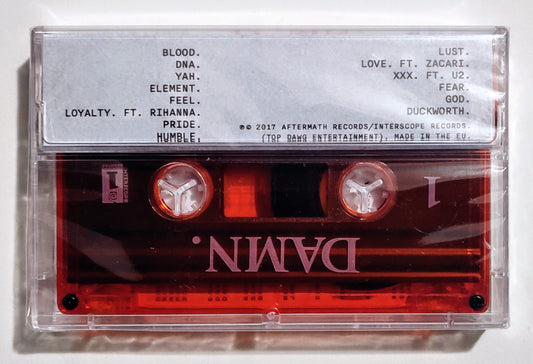 BLOOD.
DNA.
YAH.
ELEMENT.
FEEL.
LOYALTY. FT. RIHANNA.
PRIDE.
HUMBLE.
LUST.
LOVE. FT. ZACARI.
XXX. FT. U2.
FEAR.
GOD.
DUCKWORTH.
℗© 2017 AFTERMATH RECORDS/INTERSCOPE RECORDS.
(TOP DAWG ENTERTAINMENT). MADE IN THE EU.
1
DAMN.